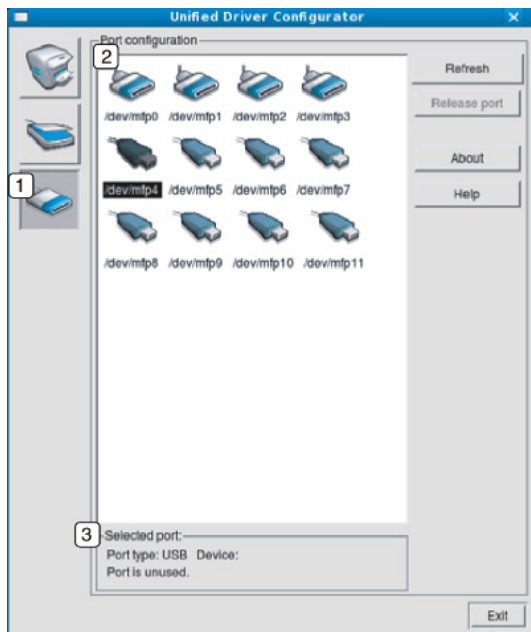 Unified Driver Configurator
Port configuration
2
Refresh
/dev/mfp0 /dev/mfp1 /dev/mfp2 /dev/mfp3
Release port
About
1
/dev/mfp4 /dev/mfp5 /dev/mfp6 /dev/mfp7
Help
/dev/mfp8 /dev/mfp9 /dev/mfp10 /dev/mfp11
3
Selected port:
Port type: USB Device:
Port is unused.
Exit